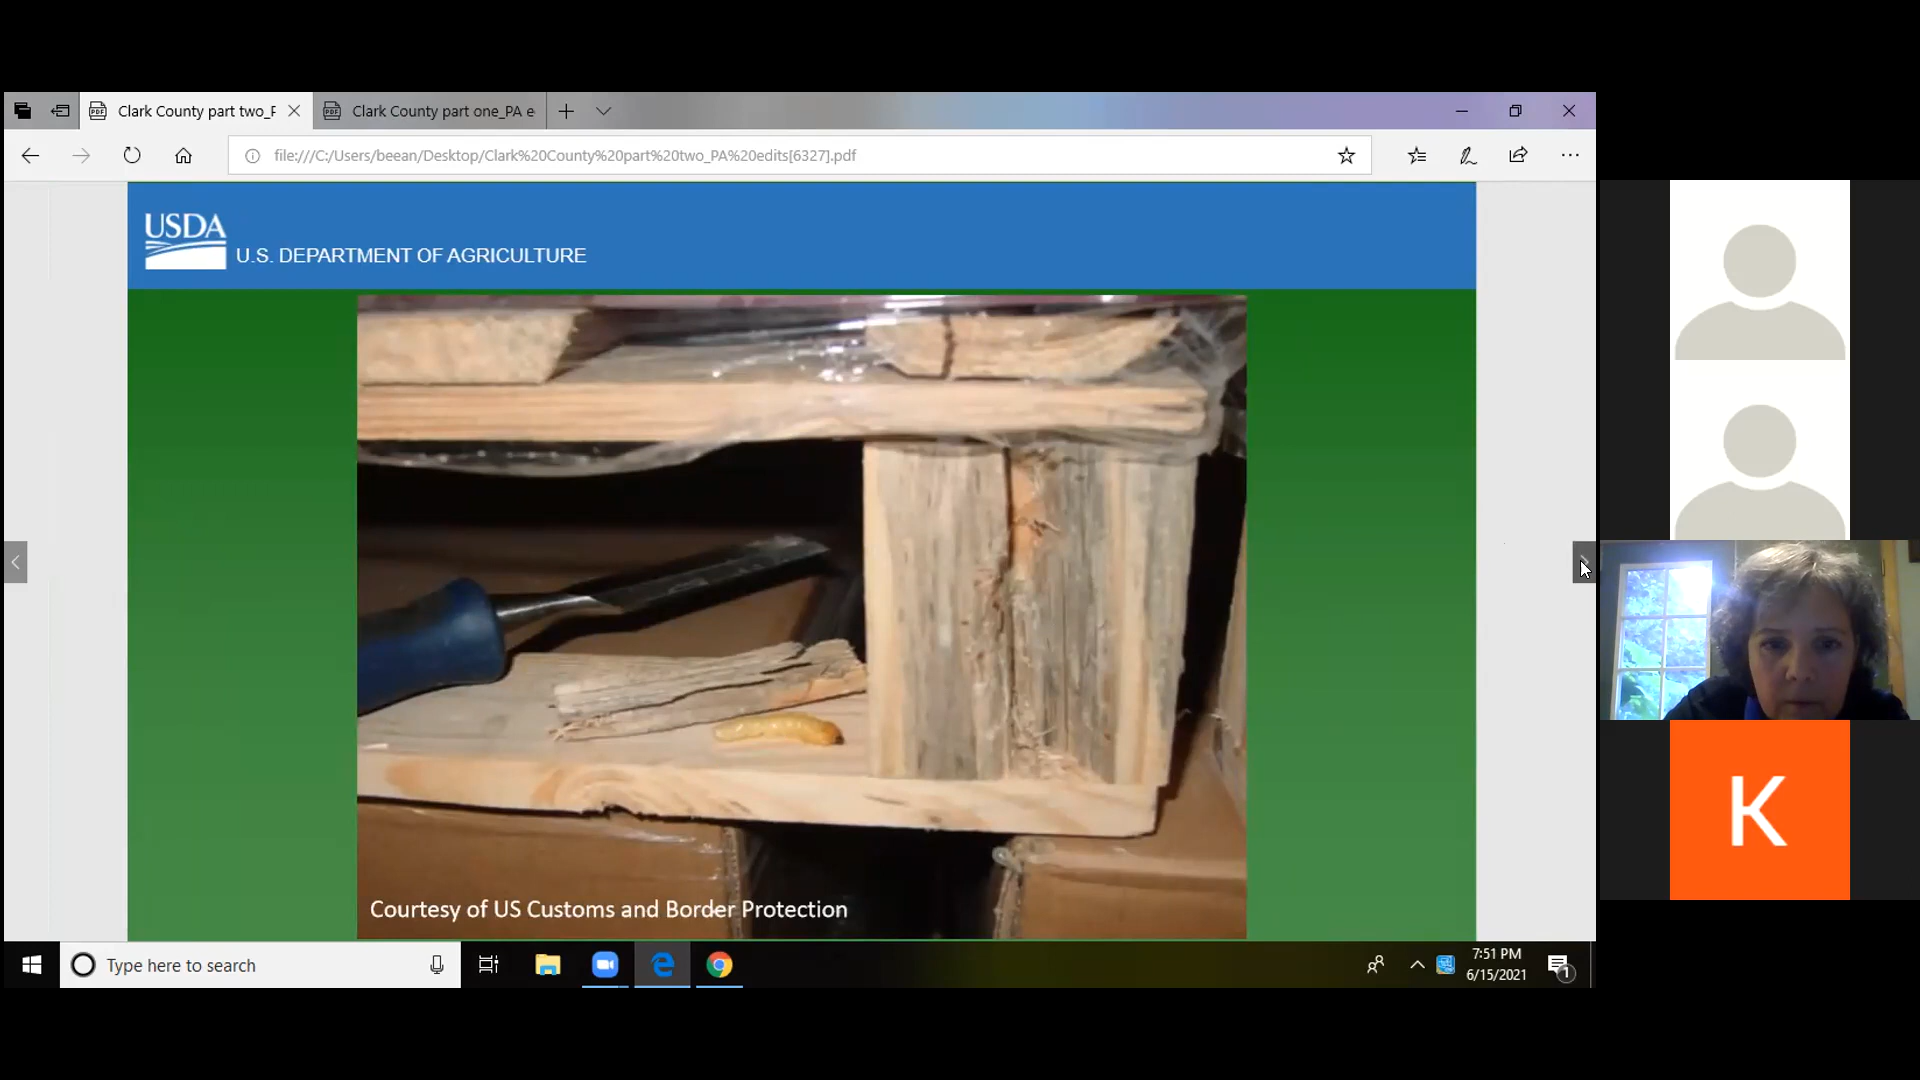 Clark County part two_F
Clark County part one_PA e
file:///C:/Users/beean/Desktop/Clark%20County%20part%20two_PA%20edits[6327].pdf
USDA
U.S. DEPARTMENT OF AGRICULTURE
Courtesy of US Customs and Border Protection
K
Type here to search
7:51 PM
6/15/2021
1